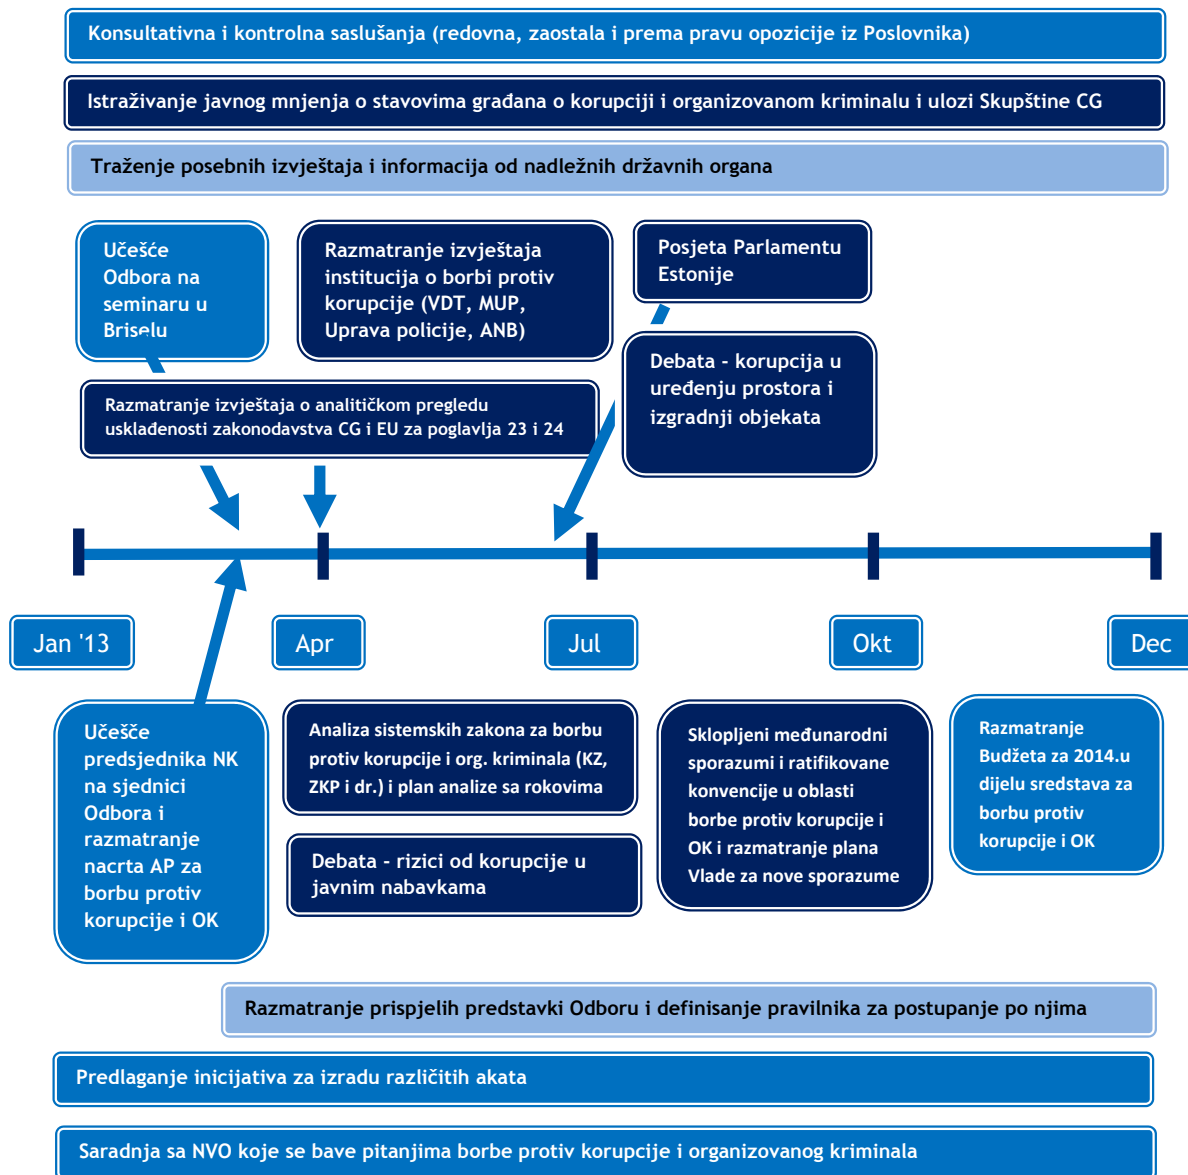 Konsultativna i kontrolna saslušanja (redovna, zaostala i prema pravu opozicije iz Poslovnika)
Istraživanje javnog mnjenja o stavovima građana o korupciji i organizovanom kriminalu i ulozi Skupštine CG
Traženje posebnih izvještaja i informacija od nadležnih državnih organa
Učešće
Odbora na
seminaru u
Briselu
Razmatranje izvještaja
institucija o borbi protiv
korupcije (VDT, MUP,
Uprava policije, ANB)
Posjeta Parlamentu
Estonije
Razmatranje izvještaja o analitičkom pregledu
usklađenosti zakonodavstva CG i EU za poglavlja 23 i 24
Debata - korupcija u
uređenju prostora i
izgradnji objekata
Jan '13
Apr
Jul
Okt
Dec
Učešče
predsjednika NK
na sjednici
Odbora i
razmatranje
nacrta AP za
borbu protiv
korupcije i OK
Analiza sistemskih zakona za borbu
protiv korupcije i org. kriminala (KZ,
ZKP i dr.) i plan analize sa rokovima
Debata - rizici od korupcije u
javnim nabavkama
Sklopljeni međunarodni
sporazumi i ratifikovane
konvencije u oblasti
borbe protiv korupcije i
OK i razmatranje plana
Vlade za nove sporazume
Razmatranje
Budžeta za 2014.u
dijelu sredstava za
borbu protiv
korupcije i OK
Razmatranje prispjelih predstavki Odboru i definisanje pravilnika za postupanje po njima
Predlaganje inicijativa za izradu različitih akata
Saradnja sa NVO koje se bave pitanjima borbe protiv korupcije i organizovanog kriminala